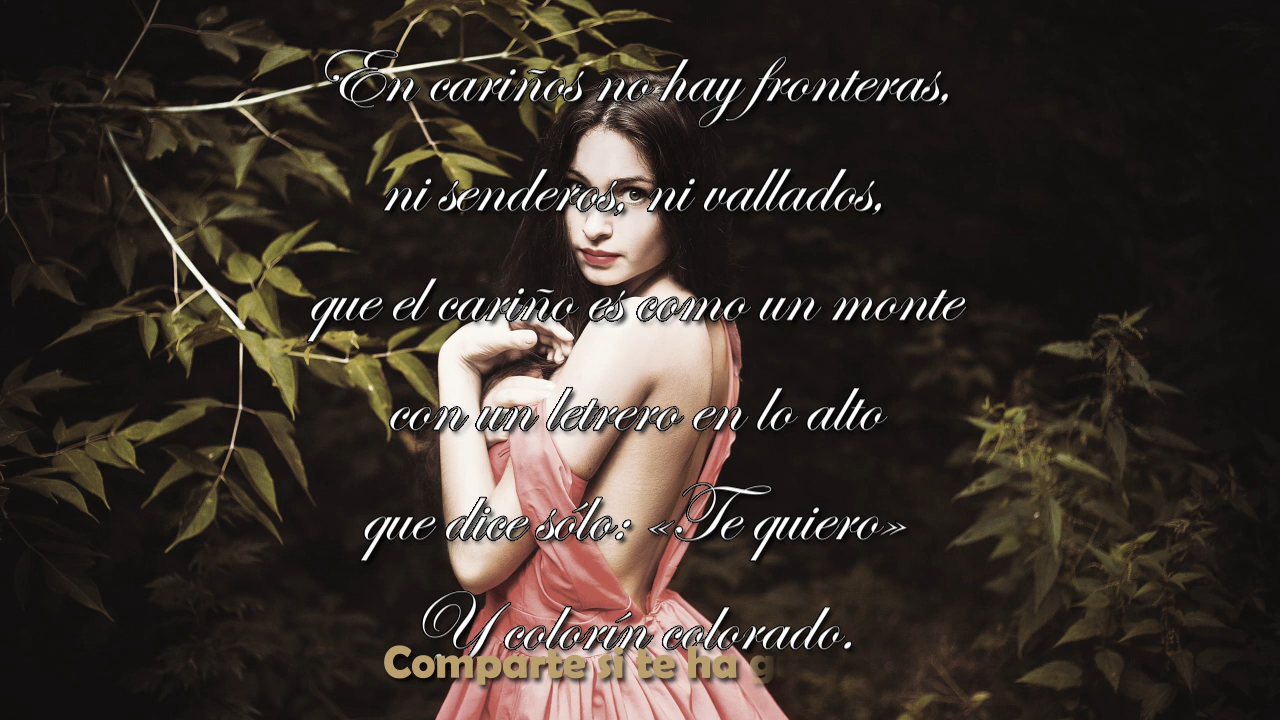 En cariños no hay fronteras,
ni senderos, ni vallados,
que el cariño es como un monte
con un letrero en lo alto
que dice sólo: «Te quiero»
Y colorín colorado.
Comparte si te ha g